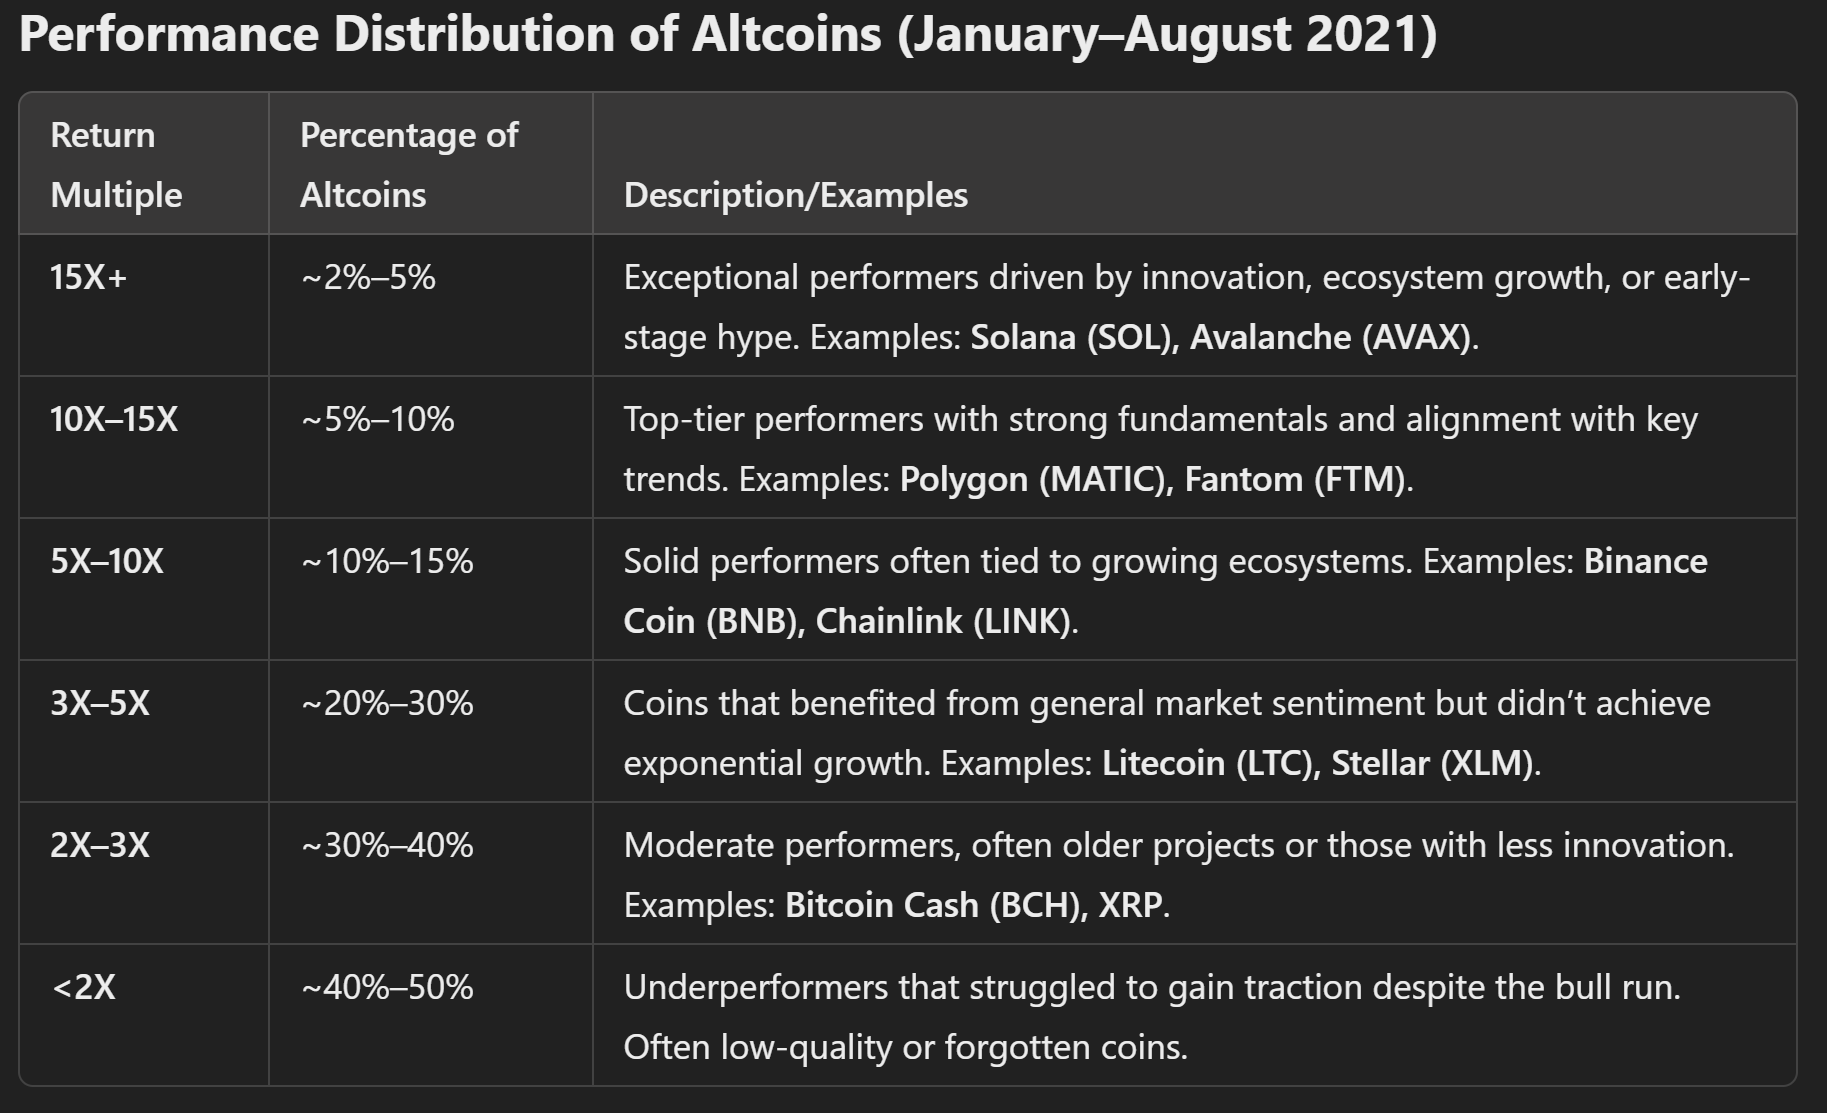 Performance Distribution of Altcoins (January–August 2021)
Return
Multiple
Percentage of
Altcoins
Description/Examples
15X+
~2%–5%
Exceptional performers driven by innovation, ecosystem growth, or early-
stage hype. Examples: Solana (SOL), Avalanche (AVAX).
10X–15X
~5%–10%
Top-tier performers with strong fundamentals and alignment with key
trends. Examples: Polygon (MATIC), Fantom (FTM).
5X–10X
~10%–15%
Solid performers often tied to growing ecosystems. Examples: Binance
Coin (BNB), Chainlink (LINK).
3X–5X
~20%–30%
Coins that benefited from general market sentiment but didn’t achieve
exponential growth. Examples: Litecoin (LTC), Stellar (XLM).
2X–3X
~30%–40%
Moderate performers, often older projects or those with less innovation.
Examples: Bitcoin Cash (BCH), XRP.
<2X
~40%–50%
Underperformers that struggled to gain traction despite the bull run.
Often low-quality or forgotten coins.